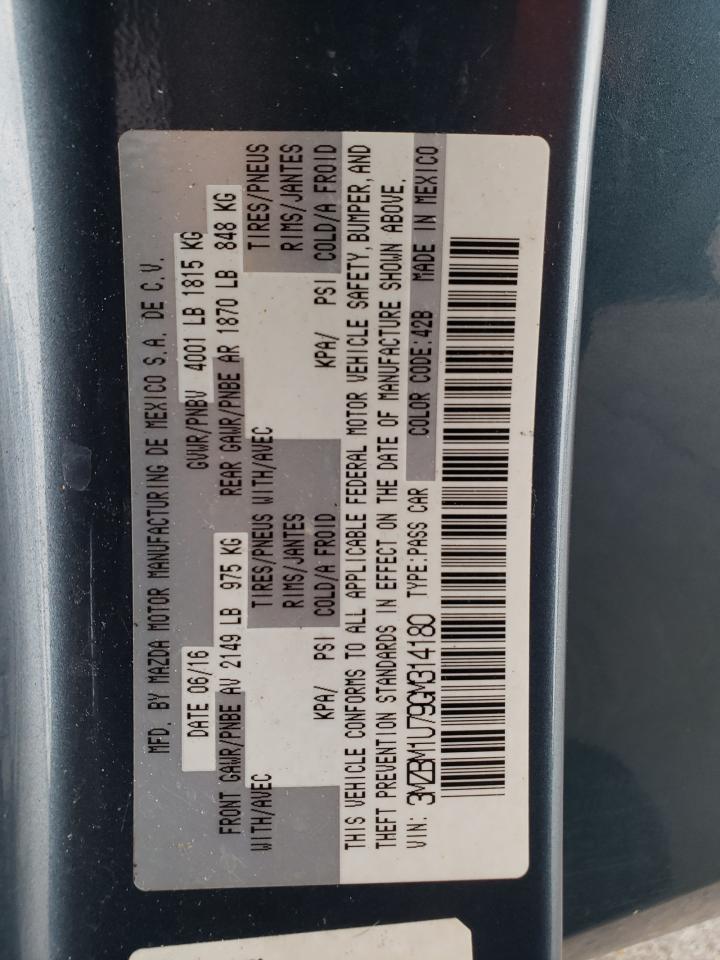 MFD. BY MAZDA MOTOR MANUFACTURING DE MEXICO S.A. DE C.V.
DATE 06/16 GVWR/PNBV 4001 LB 1815 KG
FRONT GAWR/PNBE AV 2149 LB 975 KG REAR GAWR/PNBE AR 1870 LB 848 KG
WITH/AVEC TIRES/PNEUS WITH/AVEC TIRES/PNEUS
RIMS/JANTES RIMS/JANTES
KPA/ PSI COLD/A FROID KPA/ PSI COLD/A FROID
THIS VEHICLE CONFORMS TO ALL APPLICABLE FEDERAL MOTOR VEHICLE SAFETY, BUMPER, AND
THEFT PREVENTION STANDARDS IN EFFECT ON THE DATE OF MANUFACTURE SHOWN ABOVE.
VIN: 3MZBM1U79GM314180 TYPE:PASS CAR COLOR CODE:42B MADE IN MEXICO